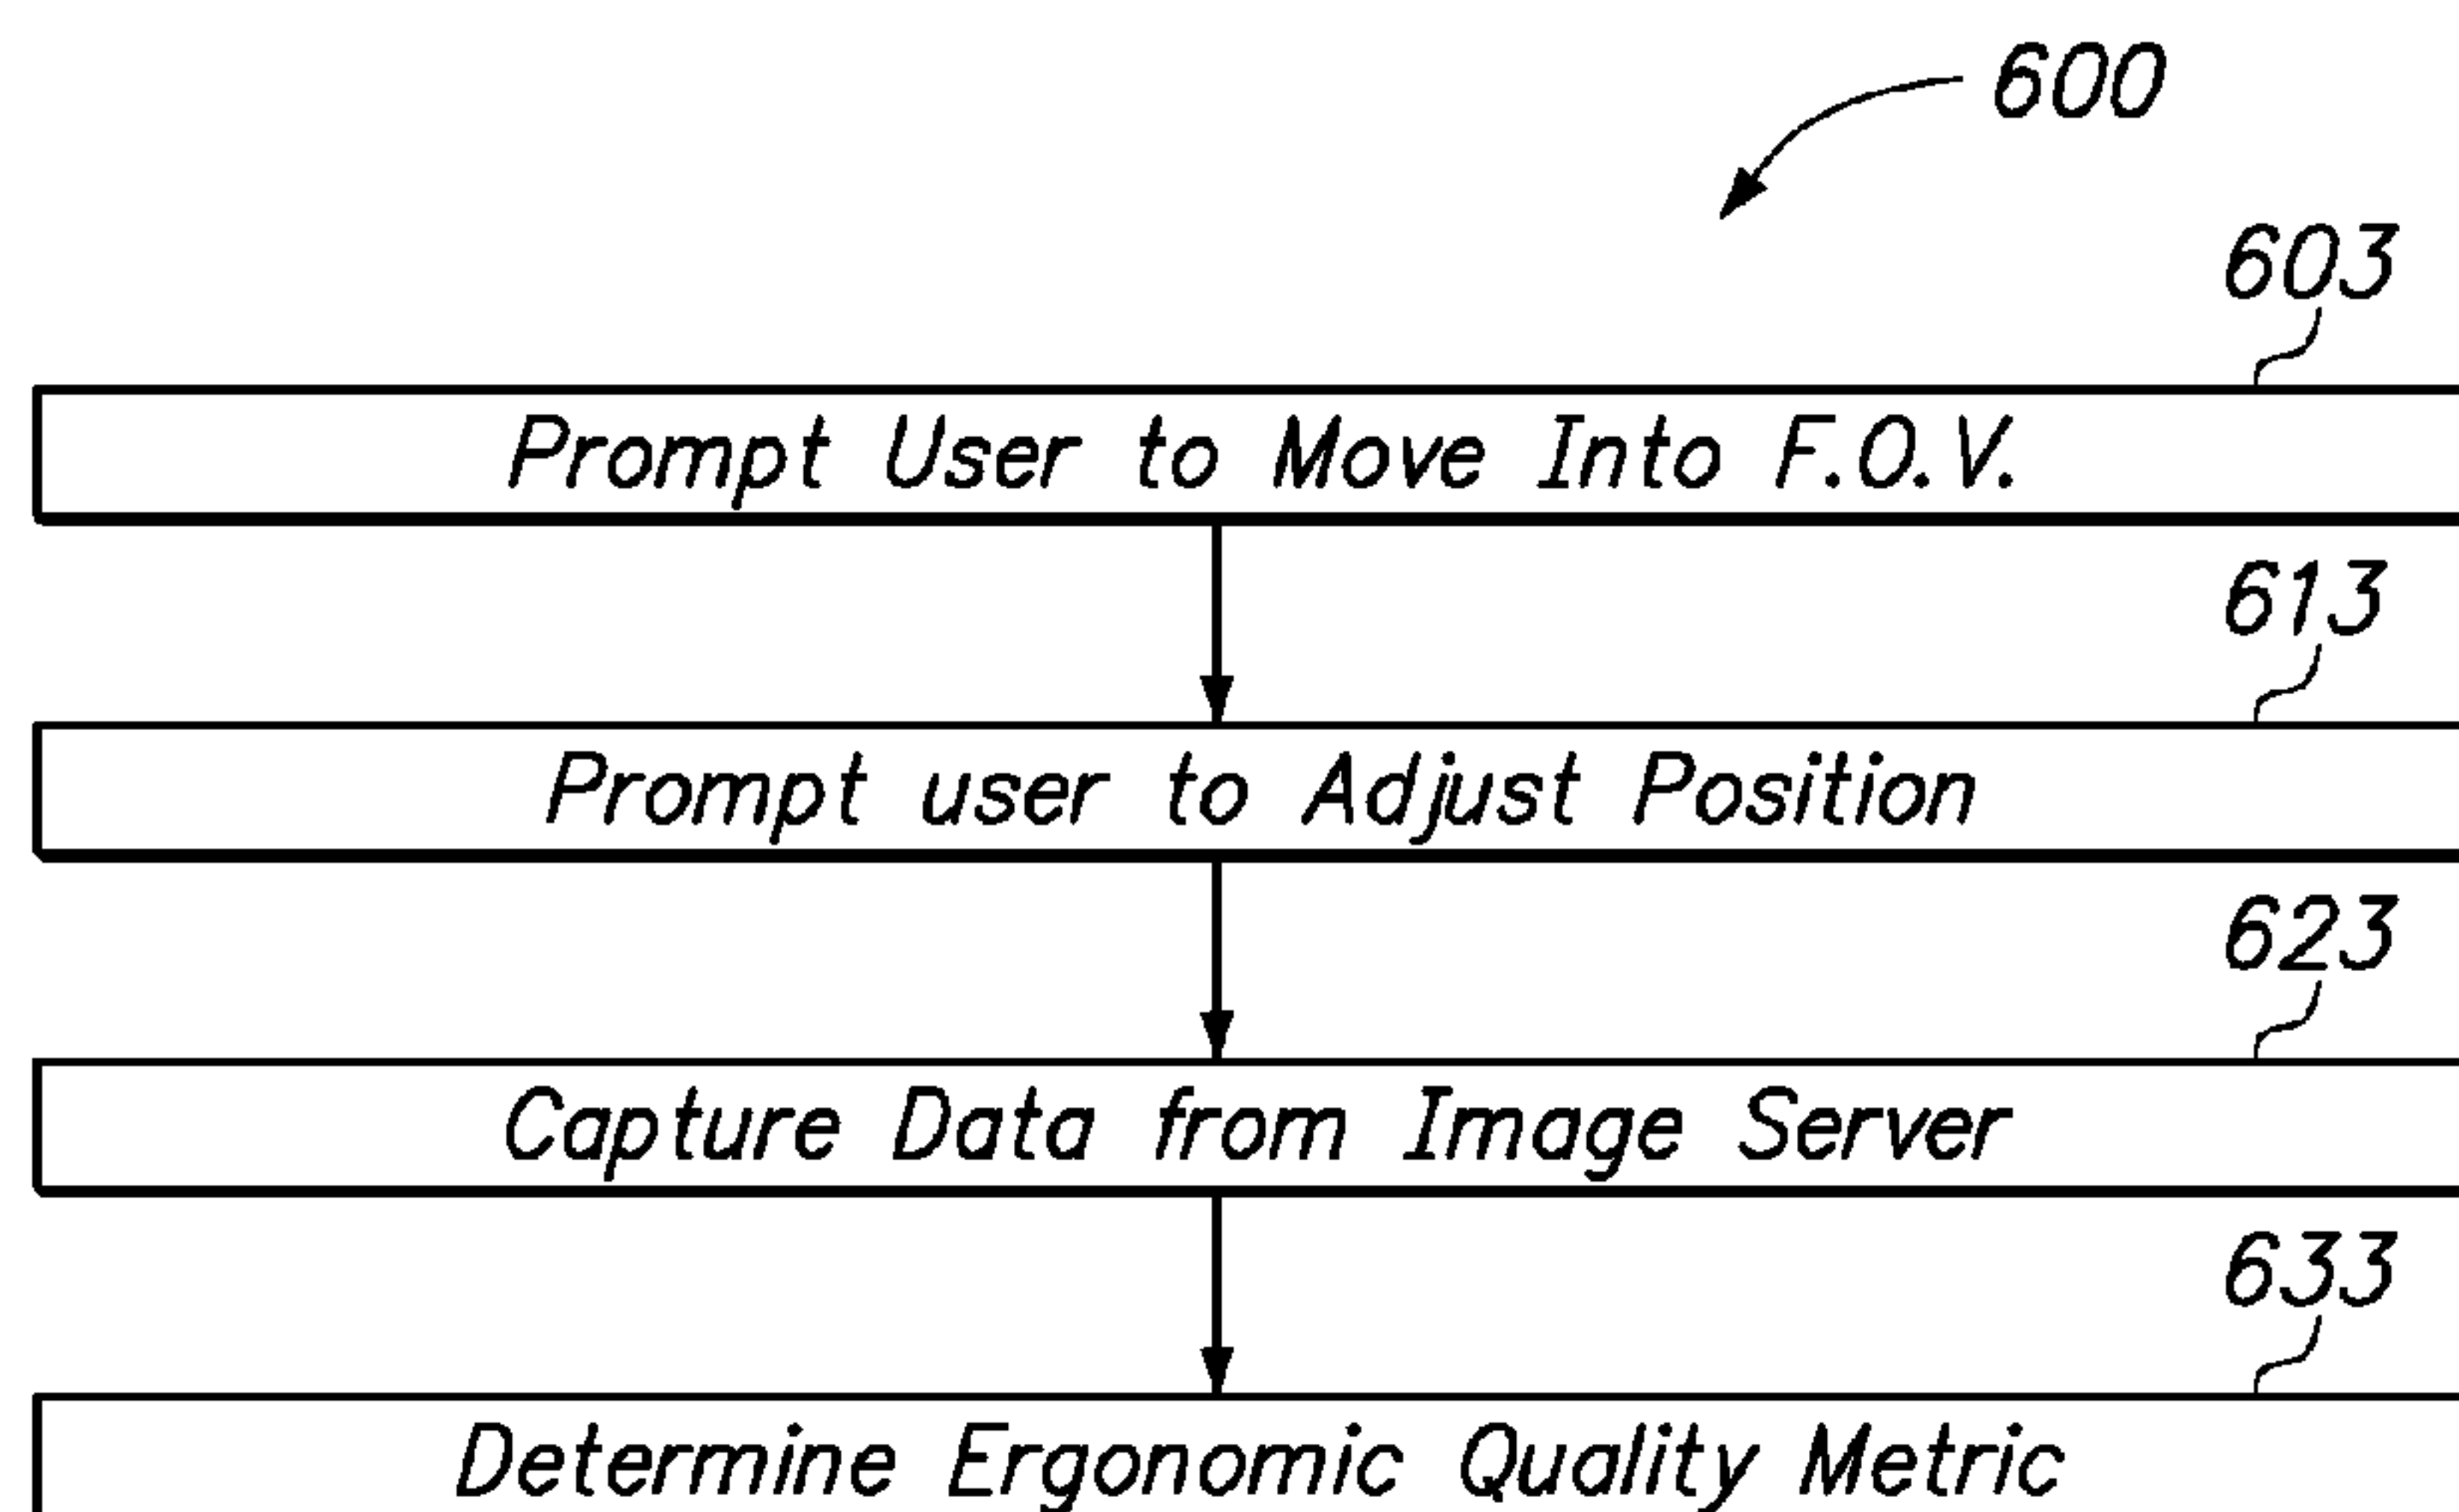 600
603
Prompt User to Move Into F.O.V.
613
Prompt user to Adjust Position
623
Capture Data from Image Server
633
Determine Ergonomic Quality Metric